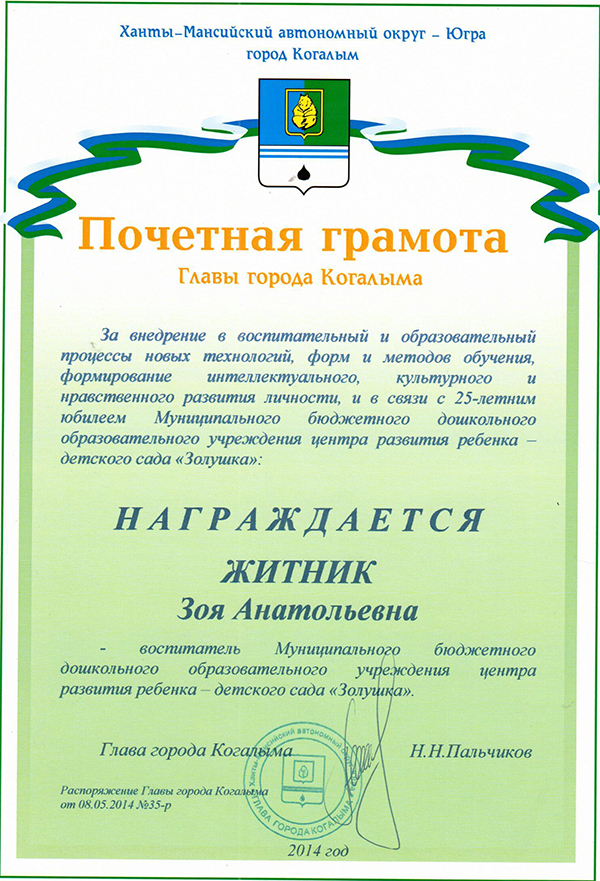 Ханты-Мансийский автономный округ - Югра
город Когалым
Почетная грамота
Главы города Когалыма
За внедрение в воспитательный и образовательный
процессы новых технологий, форм и методов обучения,
формирование интеллектуального, культурного и
нравственного развития личности, и в связи с 25-летним
юбилеем Муниципального бюджетного дошкольного
образовательного учреждения центра развития ребенка –
детского сада «Золушка»:
НАГРАЖДАЕТСЯ
ЖИТНИК
Зоя Анатольевна
- воспитатель Муниципального бюджетного
дошкольного образовательного учреждения центра
развития ребенка – детского сада «Золушка».
Глава города Когалыма Н.Н.Пальчиков
Ханты-Мансийский автономный
ГЛАВА ГОРОДА КОГАЛЫМА
Распоряжение Главы города Когалыма
от 08.05.2014 №35-р
2014 год